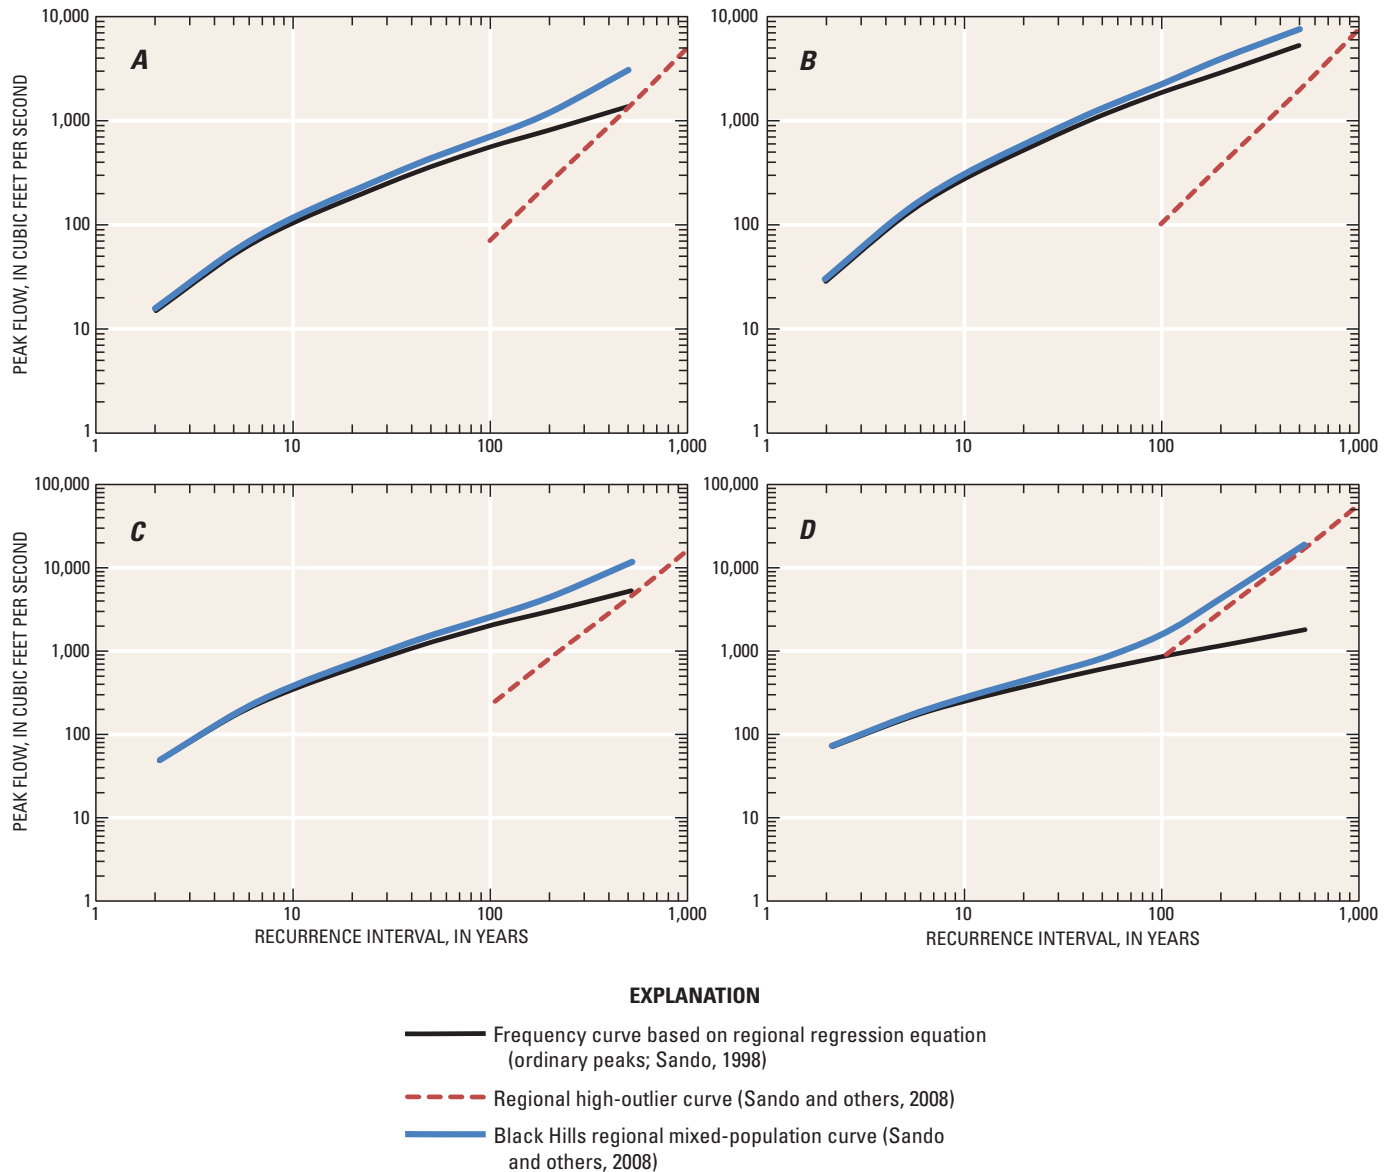 10,000
1,000
100
10
1
A
1
10
100
1,000
PEAK FLOW, IN CUBIC FEET PER SECOND
10,000
1,000
100
10
1
B
1
10
100
1,000
100,000
10,000
1,000
100
10
1
C
1
10
100
1,000
PEAK FLOW, IN CUBIC FEET PER SECOND
RECURRENCE INTERVAL, IN YEARS
100,000
10,000
1,000
100
10
1
D
1
10
100
1,000
RECURRENCE INTERVAL, IN YEARS
EXPLANATION
Frequency curve based on regional regression equation
(ordinary peaks; Sando, 1998)
Regional high-outlier curve (Sando and others, 2008)
Black Hills regional mixed-population curve (Sando
and others, 2008)